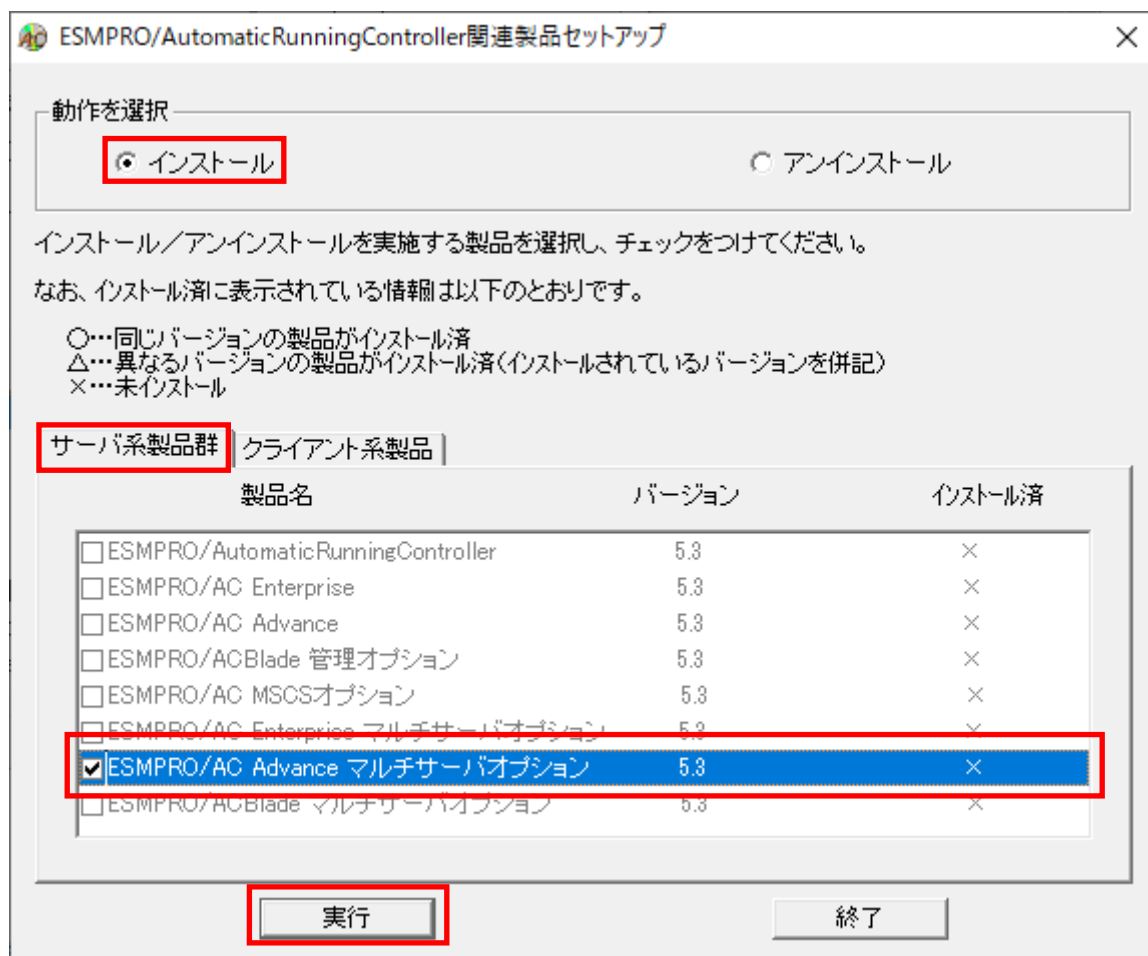 ESMPRO/AutomaticRunningController関連製品セットアップ
動作を選択
インストール アンインストール
インストール／アンインストールを実施する製品を選択し、チェックをつけてください。
なお、インストール済に表示されている情報は以下のとおりです。
○…同じバージョンの製品がインストール済
△…異なるバージョンの製品がインストール済(インストールされているバージョンを併記)
×…未インストール
サーバ系製品群 クライアント系製品
製品名 バージョン インストール済
ESMPRO/AutomaticRunningController 5.3 ×
ESMPRO/AC Enterprise 5.3 ×
ESMPRO/AC Advance 5.3 ×
ESMPRO/ACBlade 管理オプション 5.3 ×
ESMPRO/AC MSCSオプション 5.3 ×
ESMPRO/AC Enterprise マルチサーバオプション 5.3 ×
ESMPRO/AC Advance マルチサーバオプション 5.3 ×
ESMPRO/ACBlade マルチサーバオプション 5.3 ×
実行 終了